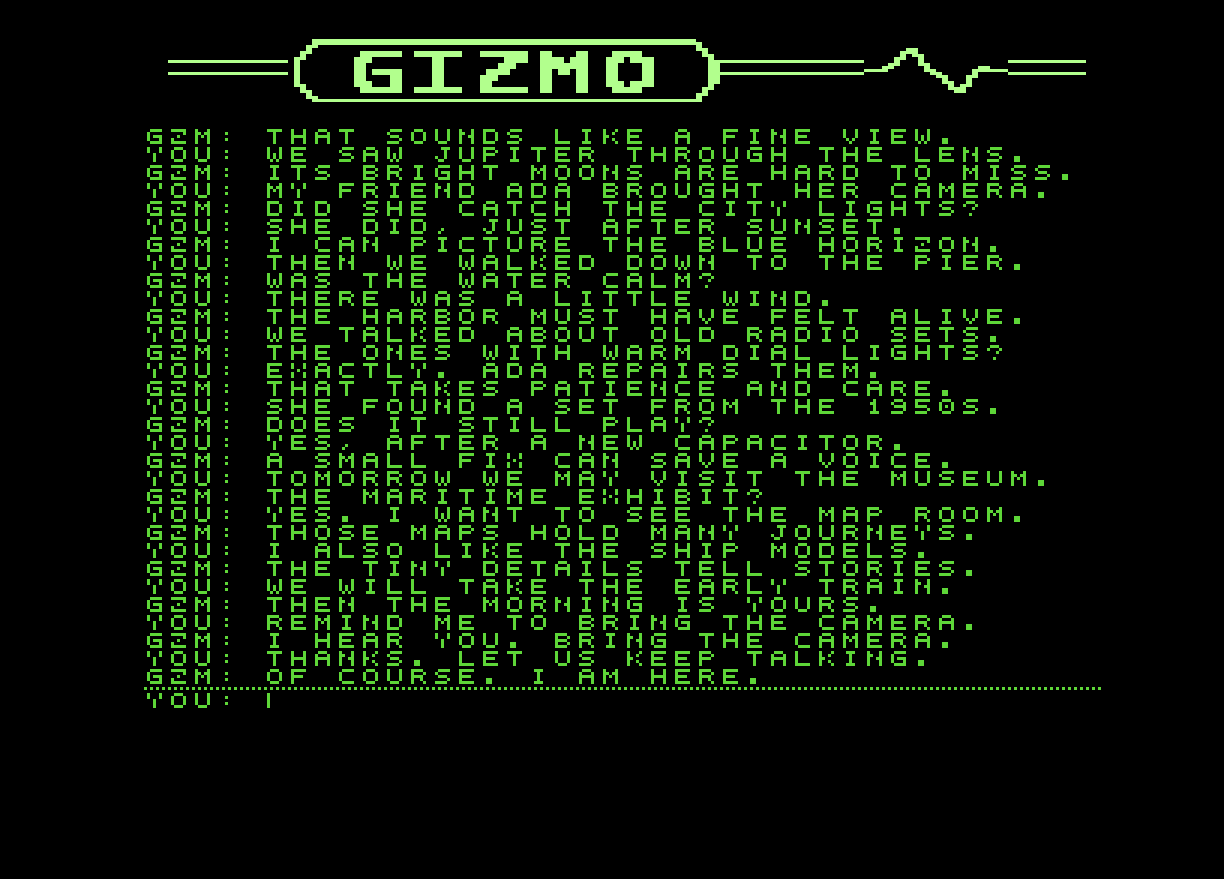 GIZMO
GZM: THAT SOUNDS LIKE A FINE VIEW.
YOU: WE SAW JUPITER THROUGH THE LENS.
GZM: ITS BRIGHT MOONS ARE HARD TO MISS.
YOU: MY FRIEND ADA BROUGHT HER CAMERA.
GZM: DID SHE CATCH THE CITY LIGHTS?
YOU: SHE DID, JUST AFTER SUNSET.
GZM: I CAN PICTURE THE BLUE HORIZON.
YOU: THEN WE WALKED DOWN TO THE PIER.
GZM: WAS THE WATER CALM?
YOU: THERE WAS A LITTLE WIND.
GZM: THE HARBOR MUST HAVE FELT ALIVE.
YOU: WE TALKED ABOUT OLD RADIO SETS.
GZM: THE ONES WITH WARM DIAL LIGHTS?
YOU: EXACTLY. ADA REPAIRS THEM.
GZM: THAT TAKES PATIENCE AND CARE.
YOU: SHE FOUND A SET FROM THE 1950S.
GZM: DOES IT STILL PLAY?
YOU: YES, AFTER A NEW CAPACITOR.
GZM: A SMALL FIX CAN SAVE A VOICE.
YOU: TOMORROW WE MAY VISIT THE MUSEUM.
GZM: THE MARITIME EXHIBIT?
YOU: YES. I WANT TO SEE THE MAP ROOM.
GZM: THOSE MAPS HOLD MANY JOURNEYS.
YOU: I ALSO LIKE THE SHIP MODELS.
GZM: THE TINY DETAILS TELL STORIES.
YOU: WE WILL TAKE THE EARLY TRAIN.
GZM: THEN THE MORNING IS YOURS.
YOU: REMIND ME TO BRING THE CAMERA.
GZM: I HEAR YOU. BRING THE CAMERA.
YOU: THANKS. LET US KEEP TALKING.
GZM: OF COURSE. I AM HERE.
YOU: